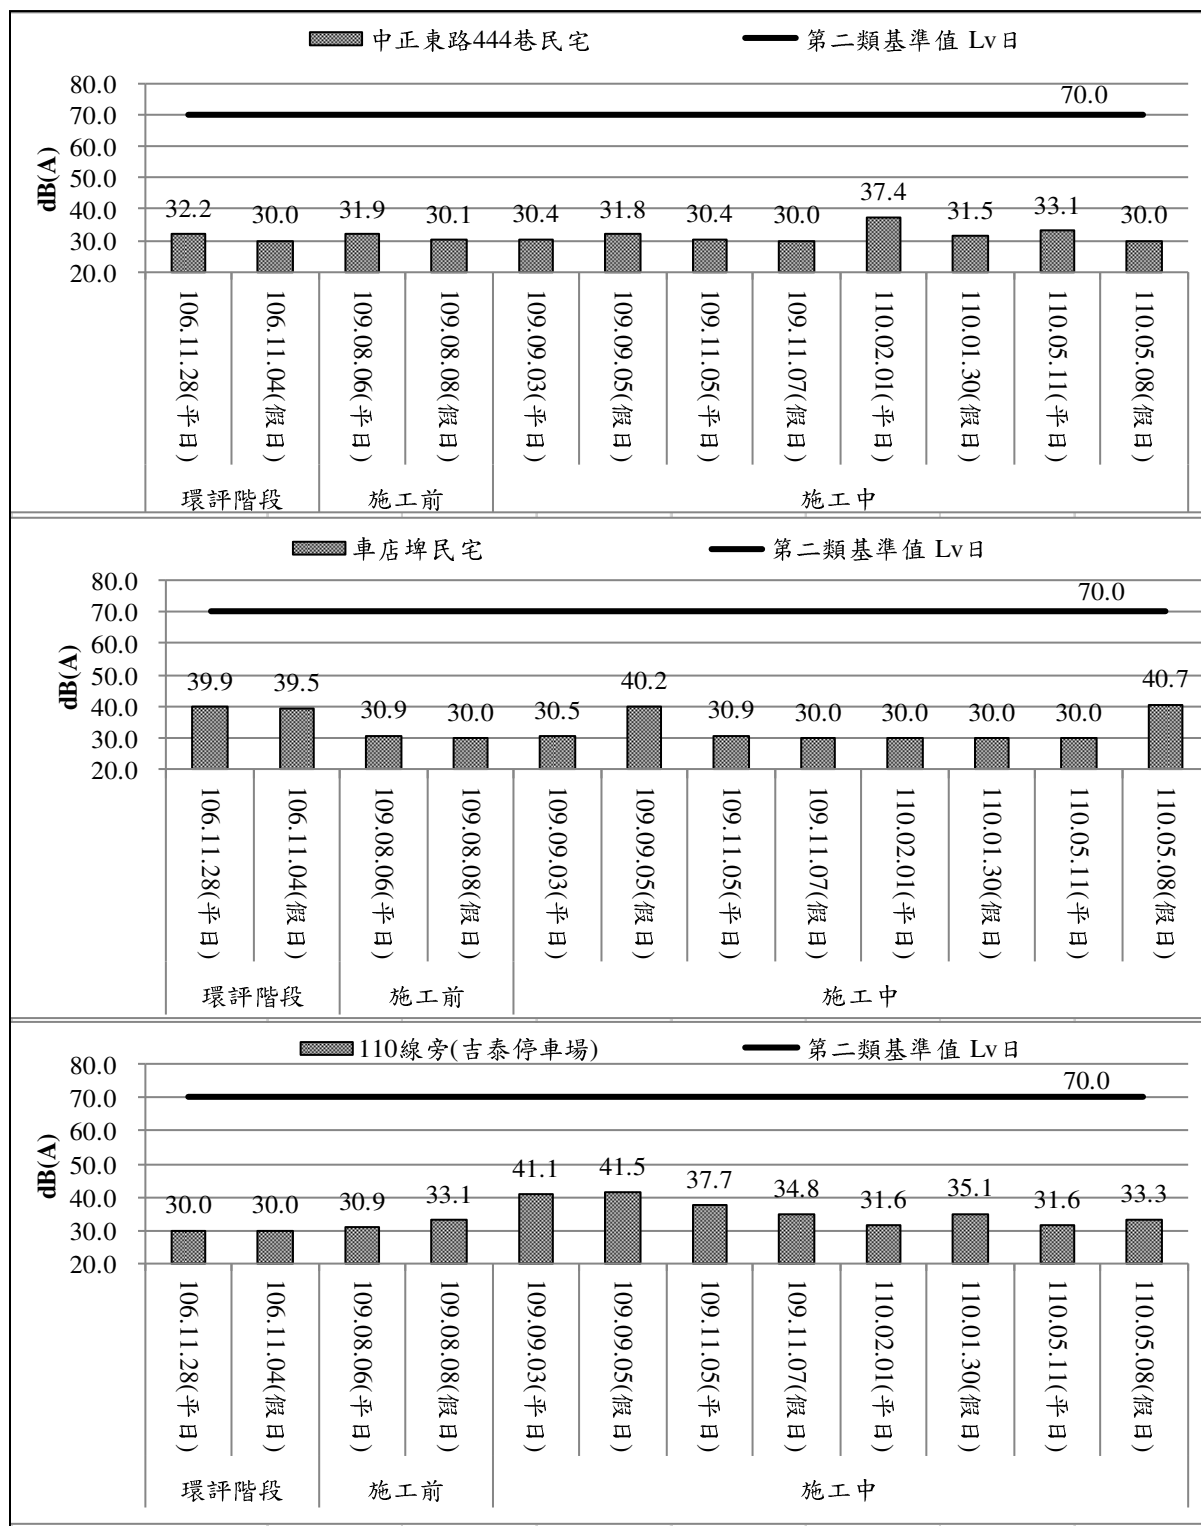 中正東路444巷民宅 第二類基準值 Lv日
dB(A)
80.0
70.0
60.0
50.0
40.0
30.0
20.0
70.0
32.2 30.0 31.9 30.1 30.4 31.8 30.4 30.0 37.4 31.5 33.1 30.0
106.11.28(平日)
106.11.04(假日)
109.08.06(平日)
109.08.08(假日)
109.09.03(平日)
109.09.05(假日)
109.11.05(平日)
109.11.07(假日)
110.02.01(平日)
110.01.30(假日)
110.05.11(平日)
110.05.08(假日)
環評階段 施工前 施工中
車店埤民宅 第二類基準值 Lv日
dB(A)
80.0
70.0
60.0
50.0
40.0
30.0
20.0
70.0
39.9 39.5 30.9 30.0 30.5 40.2 30.9 30.0 30.0 30.0 30.0 40.7
106.11.28(平日)
106.11.04(假日)
109.08.06(平日)
109.08.08(假日)
109.09.03(平日)
109.09.05(假日)
109.11.05(平日)
109.11.07(假日)
110.02.01(平日)
110.01.30(假日)
110.05.11(平日)
110.05.08(假日)
環評階段 施工前 施工中
110線旁(吉泰停車場) 第二類基準值 Lv日
dB(A)
80.0
70.0
60.0
50.0
40.0
30.0
20.0
70.0
30.0 30.0 30.9 33.1 41.1 41.5 37.7 34.8 31.6 35.1 31.6 33.3
106.11.28(平日)
106.11.04(假日)
109.08.06(平日)
109.08.08(假日)
109.09.03(平日)
109.09.05(假日)
109.11.05(平日)
109.11.07(假日)
110.02.01(平日)
110.01.30(假日)
110.05.11(平日)
110.05.08(假日)
環評階段 施工前 施工中